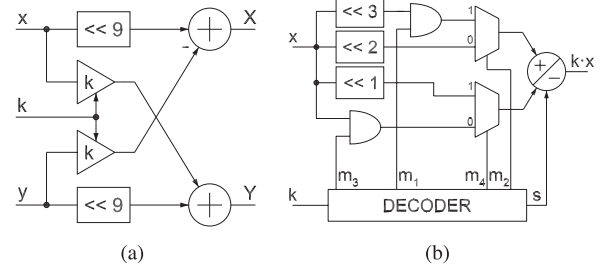 x
<< 9
X
-
k
k
k
y
<< 9
Y
(a)
<< 3
1
x
<< 2
0
k·x
<< 1
1
0
m3 m1 m4 m2
k
DECODER
s
(b)